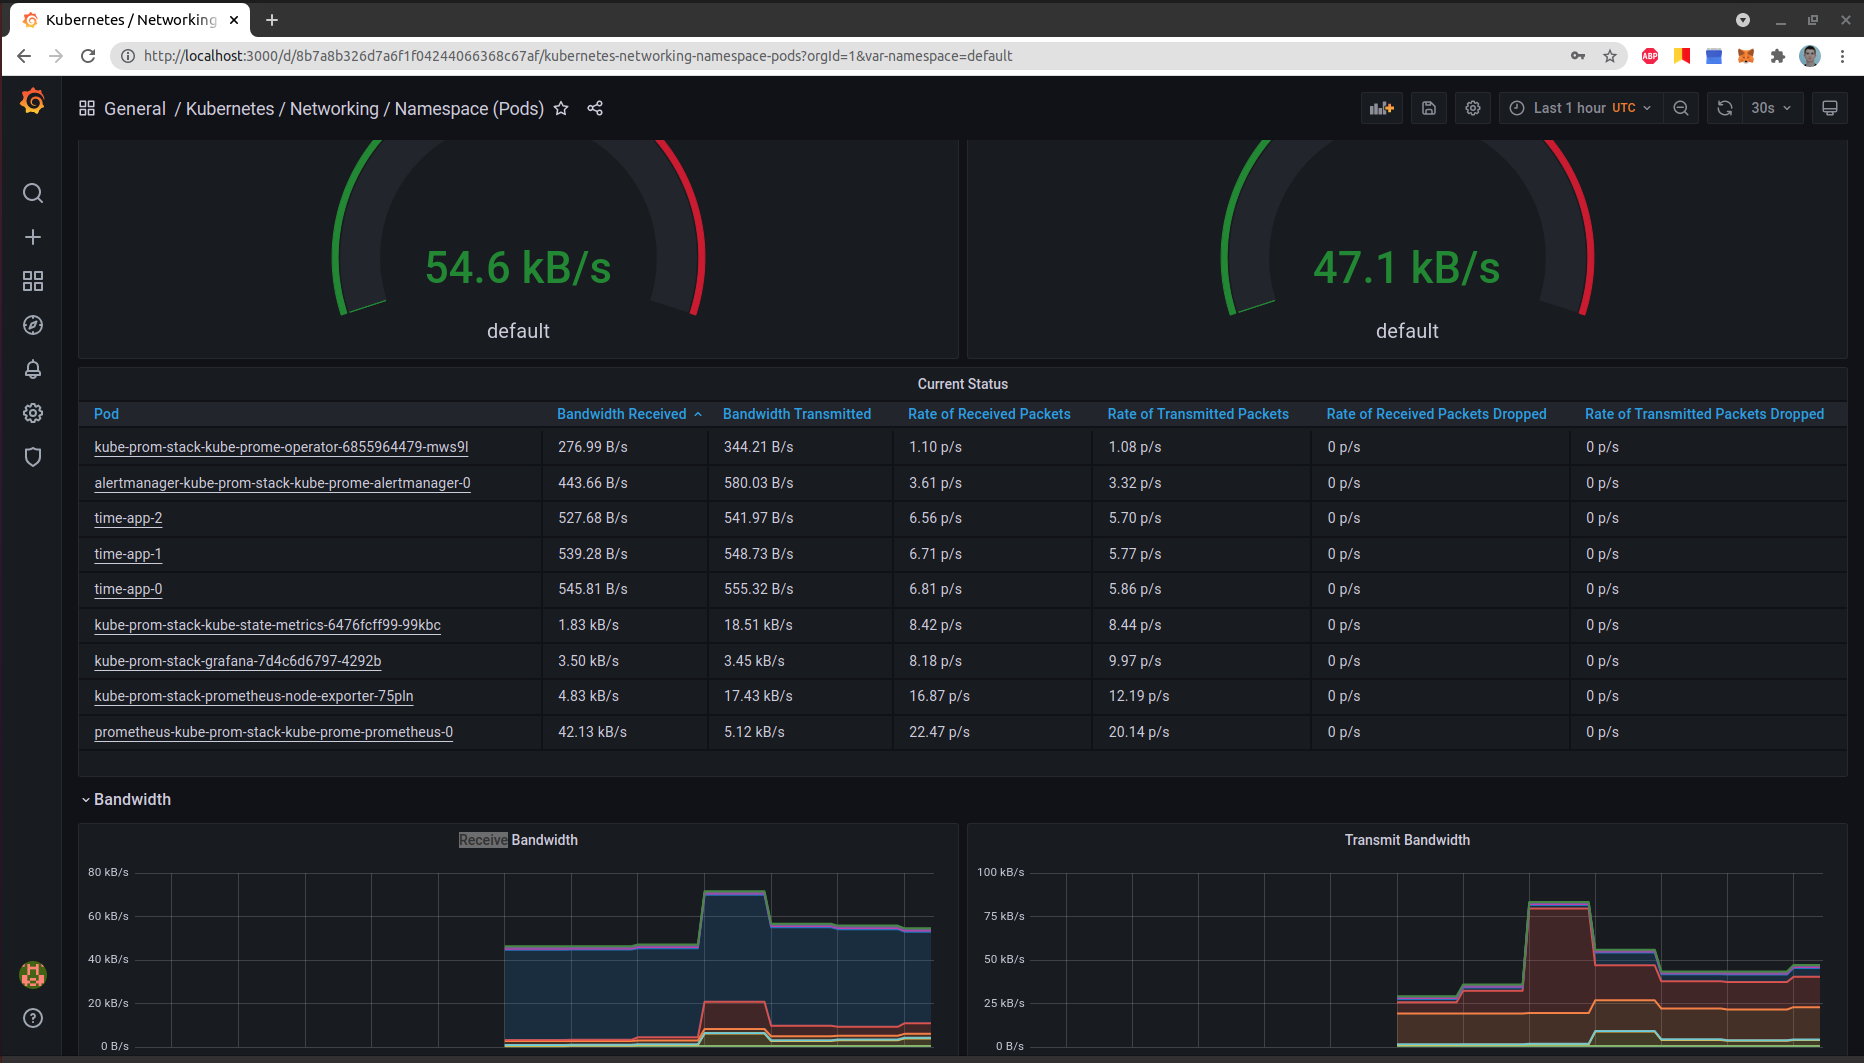 Kubernetes / Networking
http://localhost:3000/d/8b7a8b326d7a6f1f04244066368c67af/kubernetes-networking-namespace-pods?orgId=1&var-namespace=default
ABP
General / Kubernetes / Networking / Namespace (Pods)
Last 1 hour UTC
30s
54.6 kB/s
default
47.1 kB/s
default
Current Status
Pod Bandwidth Received Bandwidth Transmitted Rate of Received Packets Rate of Transmitted Packets Rate of Received Packets Dropped Rate of Transmitted Packets Dropped
kube-prom-stack-kube-prome-operator-6855964479-mws9l 276.99 B/s 344.21 B/s 1.10 p/s 1.08 p/s 0 p/s 0 p/s
alertmanager-kube-prom-stack-kube-prome-alertmanager-0 443.66 B/s 580.03 B/s 3.61 p/s 3.32 p/s 0 p/s 0 p/s
time-app-2 527.68 B/s 541.97 B/s 6.56 p/s 5.70 p/s 0 p/s 0 p/s
time-app-1 539.28 B/s 548.73 B/s 6.71 p/s 5.77 p/s 0 p/s 0 p/s
time-app-0 545.81 B/s 555.32 B/s 6.81 p/s 5.86 p/s 0 p/s 0 p/s
kube-prom-stack-kube-state-metrics-6476fcff99-99kbc 1.83 kB/s 18.51 kB/s 8.42 p/s 8.44 p/s 0 p/s 0 p/s
kube-prom-stack-grafana-7d4c6d6797-4292b 3.50 kB/s 3.45 kB/s 8.18 p/s 9.97 p/s 0 p/s 0 p/s
kube-prom-stack-prometheus-node-exporter-75pln 4.83 kB/s 17.43 kB/s 16.87 p/s 12.19 p/s 0 p/s 0 p/s
prometheus-kube-prom-stack-kube-prome-prometheus-0 42.13 kB/s 5.12 kB/s 22.47 p/s 20.14 p/s 0 p/s 0 p/s
Bandwidth
Receive Bandwidth
80 kB/s
60 kB/s
40 kB/s
20 kB/s
0 B/s
Transmit Bandwidth
100 kB/s
75 kB/s
50 kB/s
25 kB/s
0 B/s